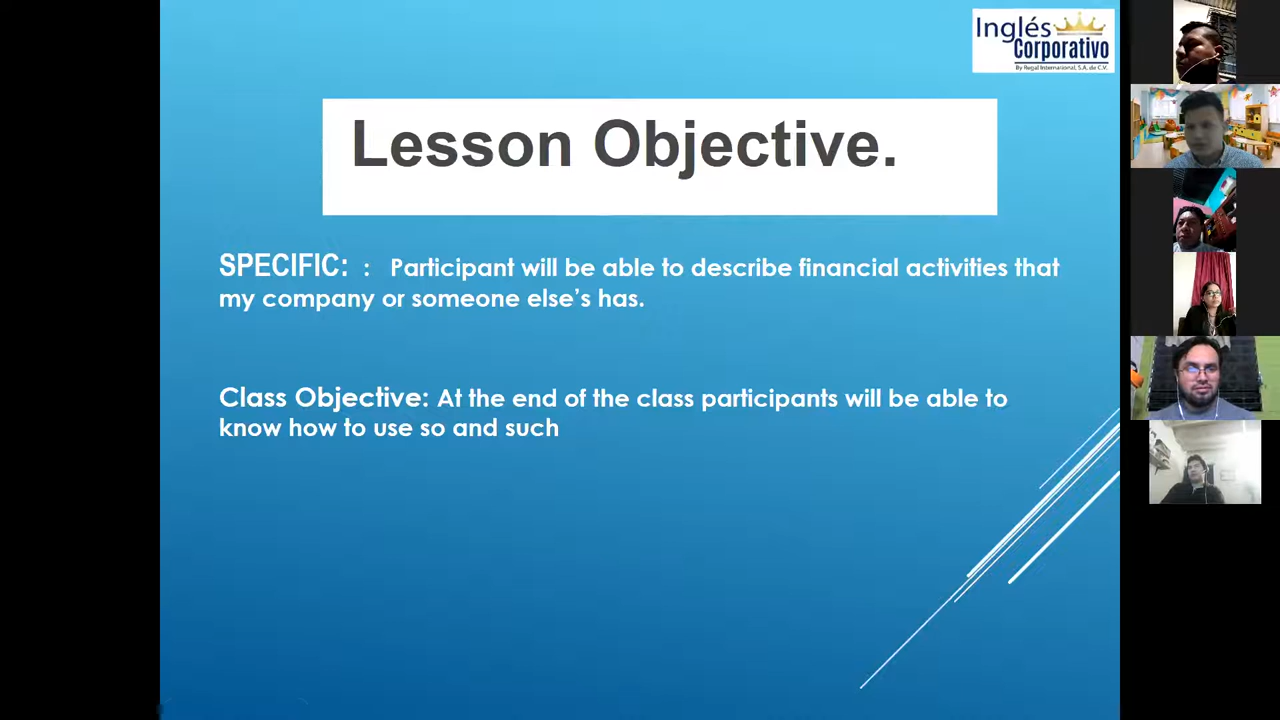 Inglés
Corporativo
By Regal International, S.A. de C.V.
Lesson Objective.
SPECIFIC: : Participant will be able to describe financial activities that
my company or someone else’s has.
Class Objective: At the end of the class participants will be able to
know how to use so and such